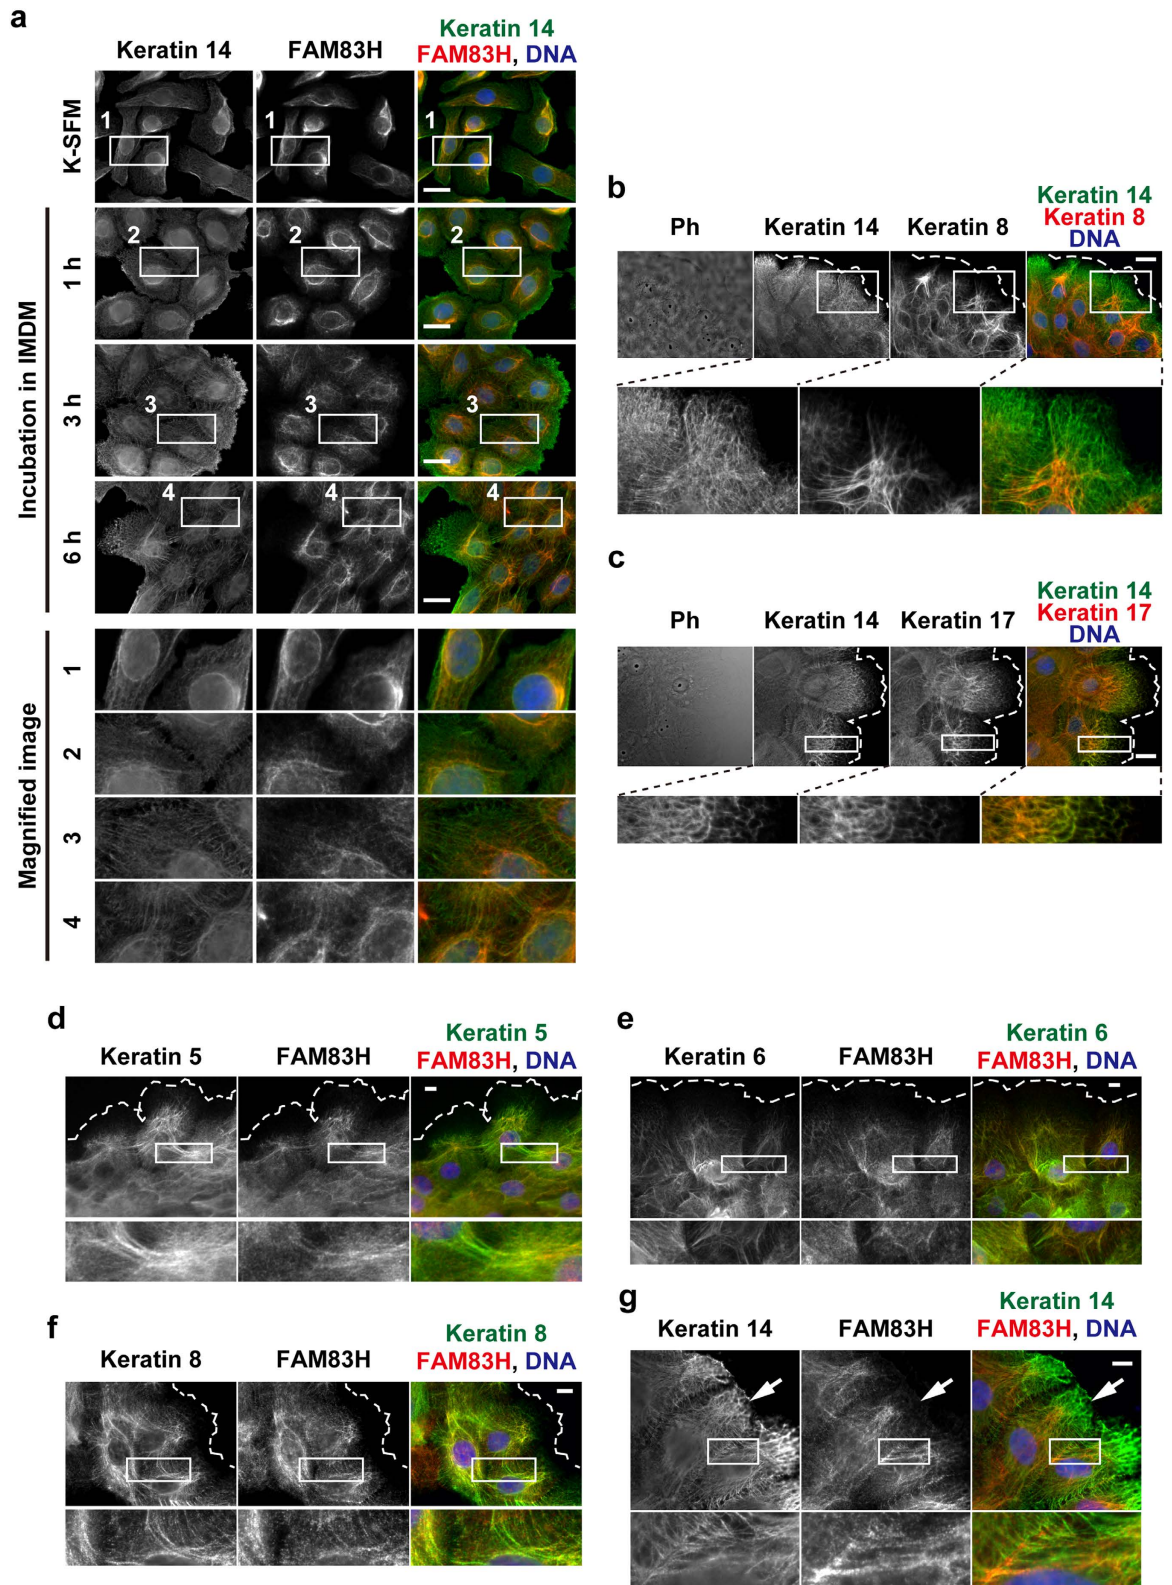 a
Keratin 14
FAM83H
Keratin 14
FAM83H, DNA
K-SFM
1
1
1
Incubation in IMDM
1 h
2
2
2
3 h
3
3
3
6 h
4
4
4
Magnified image
1
2
3
4
b
Ph
Keratin 14
Keratin 8
Keratin 14
Keratin 8
DNA
c
Ph
Keratin 14
Keratin 17
Keratin 14
Keratin 17
DNA
d
Keratin 5
FAM83H
Keratin 5
FAM83H, DNA
e
Keratin 6
FAM83H
Keratin 6
FAM83H, DNA
f
Keratin 8
FAM83H
Keratin 8
FAM83H, DNA
g
Keratin 14
FAM83H
Keratin 14
FAM83H, DNA